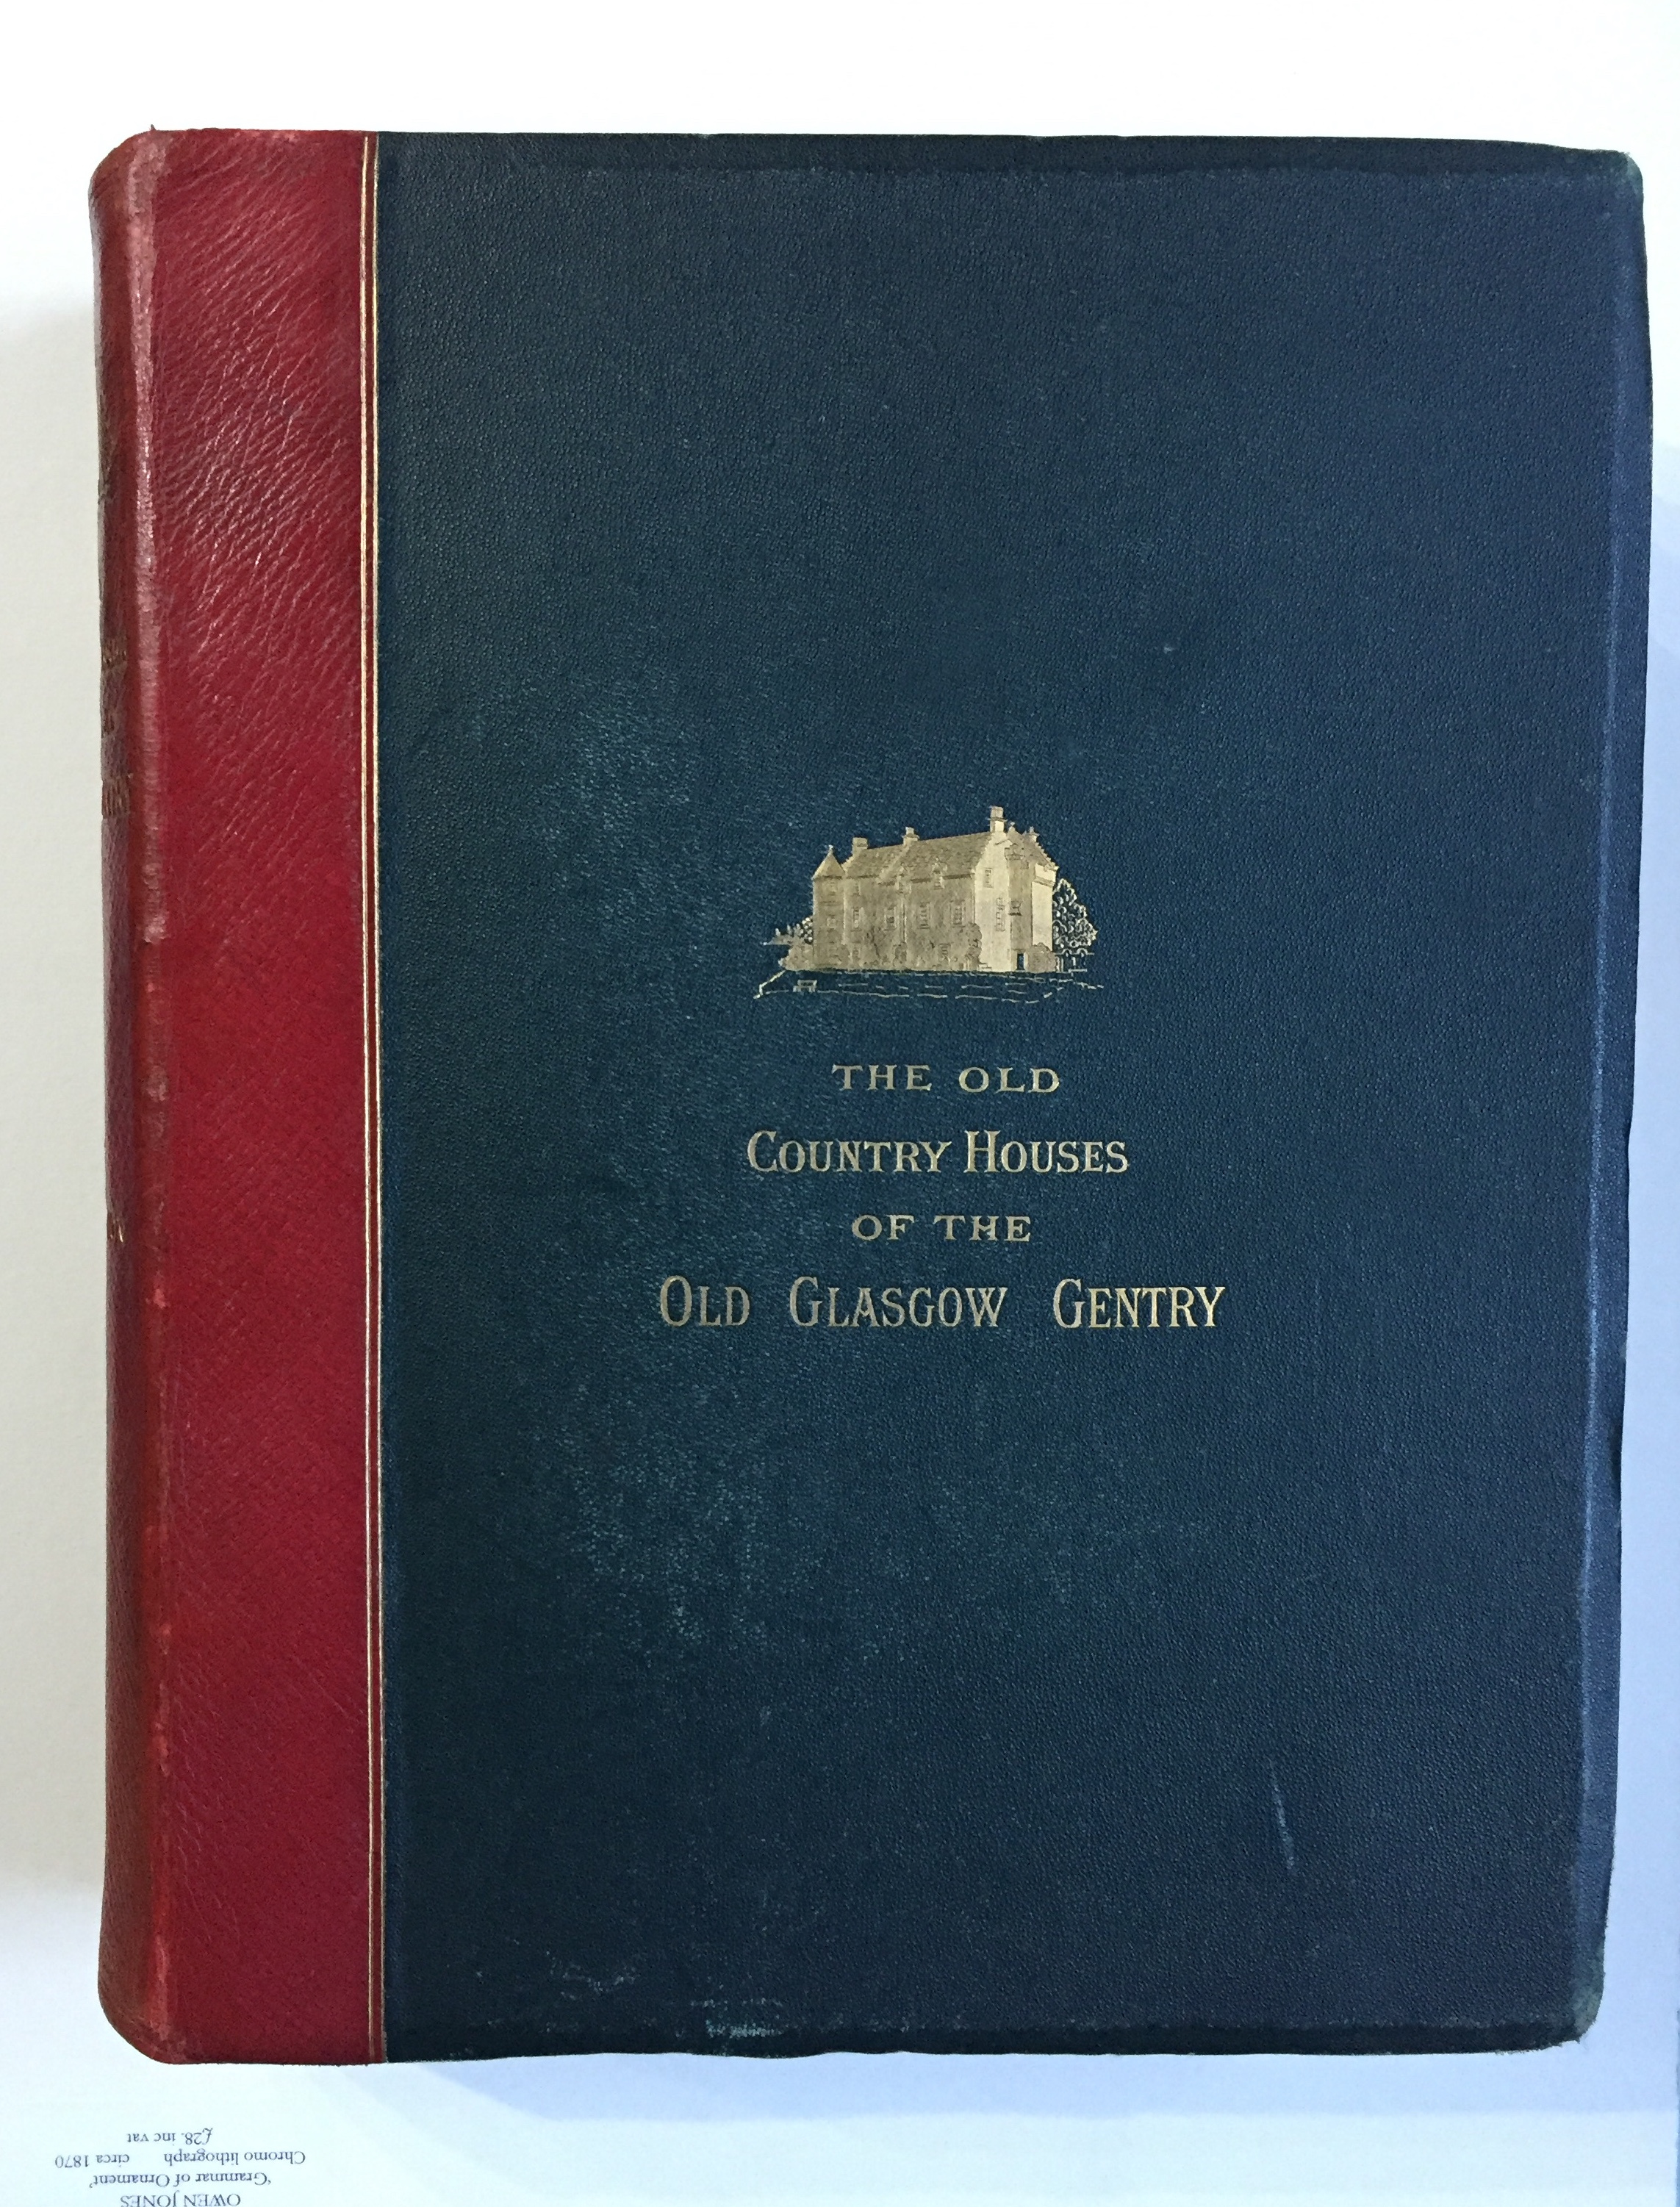 THE OLD
COUNTRY HOUSES
OF THE
OLD GLASGOW GENTRY
OWEN JONES
'Grammar of Ornament'
Chromo lithograph circa 1870
£28. inc vat